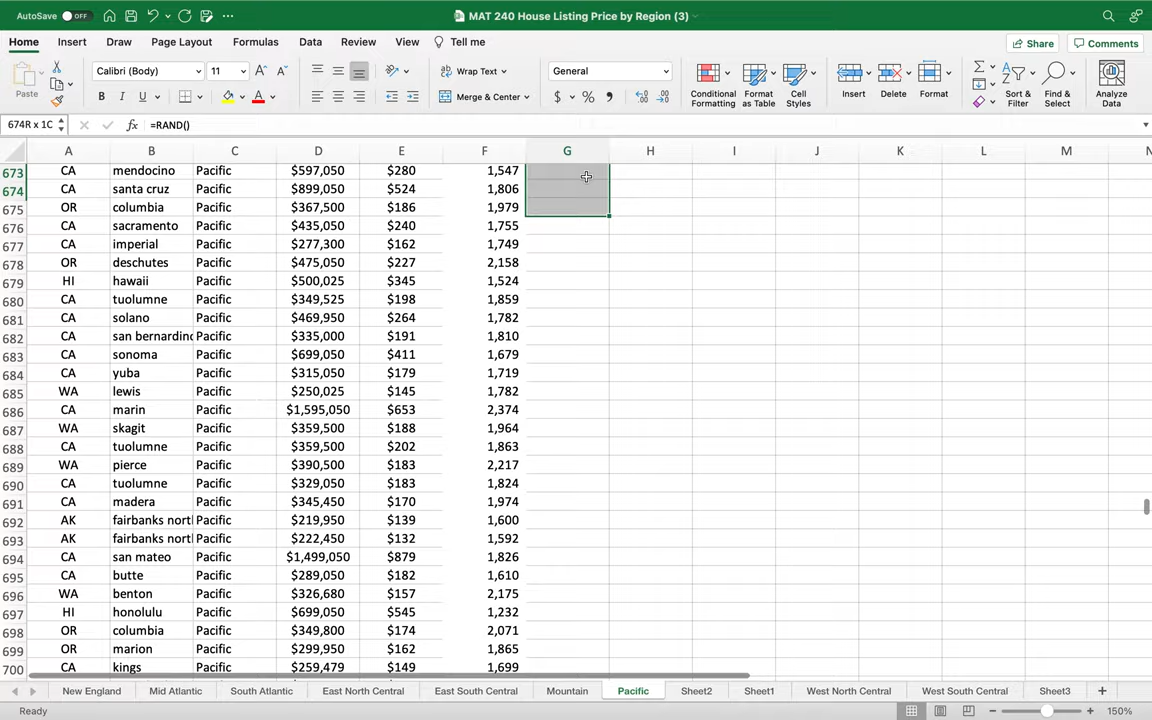 AutoSave OFF MAT 240 House Listing Price by Region (3)
Home Insert Draw Page Layout Formulas Data Review View Tell me Share Comments
Paste Calibri (Body) 11 A A Wrap Text General Conditional Formatting Format as Table Cell Styles Insert Delete Format Sort & Filter Find & Select Analyze Data
B I U A Merge & Center $ % 9
674R x 1C fx =RAND()
A B C D E F G H I J K L M N
673 CA mendocino Pacific $597,050 $280 1,547
674 CA santa cruz Pacific $899,050 $524 1,806
675 OR columbia Pacific $367,500 $186 1,979
676 CA sacramento Pacific $435,050 $240 1,755
677 CA imperial Pacific $277,300 $162 1,749
678 OR deschutes Pacific $475,050 $227 2,158
679 HI hawaii Pacific $500,025 $345 1,524
680 CA tuolumne Pacific $349,525 $198 1,859
681 CA solano Pacific $469,950 $264 1,782
682 CA san bernardino Pacific $335,000 $191 1,810
683 CA sonoma Pacific $699,050 $411 1,679
684 CA yuba Pacific $315,050 $179 1,719
685 WA lewis Pacific $250,025 $145 1,782
686 CA marin Pacific $1,595,050 $653 2,374
687 WA skagit Pacific $359,500 $188 1,964
688 CA tuolumne Pacific $359,500 $202 1,863
689 WA pierce Pacific $390,500 $183 2,217
690 CA tuolumne Pacific $329,050 $183 1,824
691 CA madera Pacific $345,450 $170 1,974
692 AK fairbanks nort Pacific $219,950 $139 1,600
693 AK fairbanks nort Pacific $222,450 $132 1,592
694 CA san mateo Pacific $1,499,050 $879 1,826
695 CA butte Pacific $289,050 $182 1,610
696 WA benton Pacific $326,680 $157 2,175
697 HI honolulu Pacific $699,050 $545 1,232
698 OR columbia Pacific $349,800 $174 2,071
699 OR marion Pacific $299,950 $162 1,865
700 CA kings Pacific $259,479 $149 1,699
New England Mid Atlantic South Atlantic East North Central East South Central Mountain Pacific Sheet2 Sheet1 West North Central West South Central Sheet3 +
Ready 150%